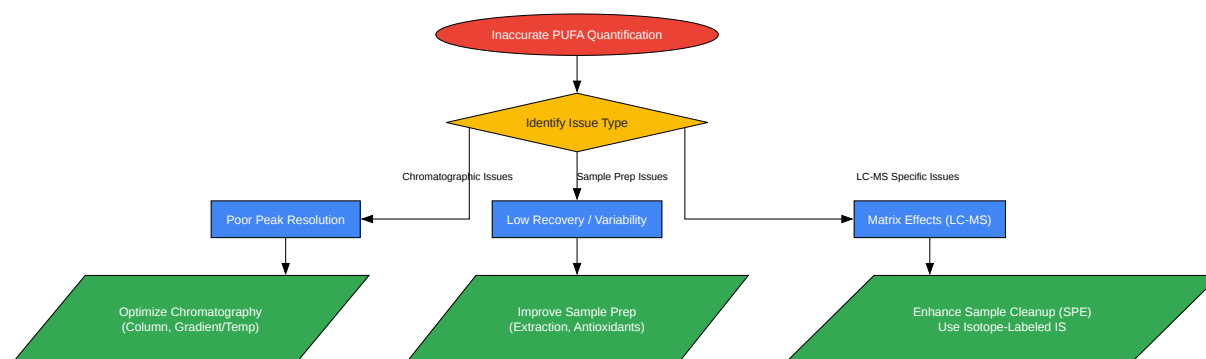 Inaccurate PUFA Quantification
Identify Issue Type
Chromatographic Issues
Sample Prep Issues
LC-MS Specific Issues
Poor Peak Resolution
Low Recovery / Variability
Matrix Effects (LC-MS)
Optimize Chromatography
(Column, Gradient/Temp)
Improve Sample Prep
(Extraction, Antioxidants)
Enhance Sample Cleanup (SPE)
Use Isotope-Labeled IS